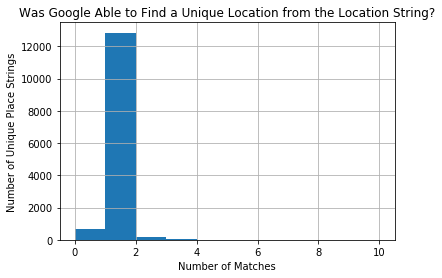 Was Google Able to Find a Unique Location from the Location String?
12000
10000
8000
6000
4000
2000
0
Number of Unique Place Strings
0 2 4 6 8 10
Number of Matches